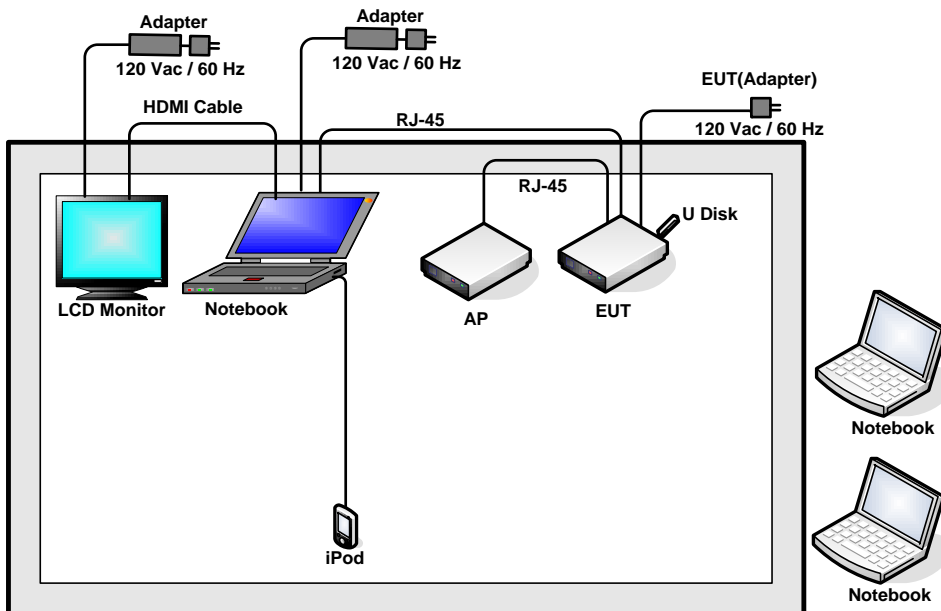 Adapter
120 Vac / 60 Hz
Adapter
120 Vac / 60 Hz
EUT(Adapter)
120 Vac / 60 Hz
HDMI Cable
RJ-45
RJ-45
U Disk
LCD Monitor
Notebook
AP
EUT
Notebook
iPod
Notebook